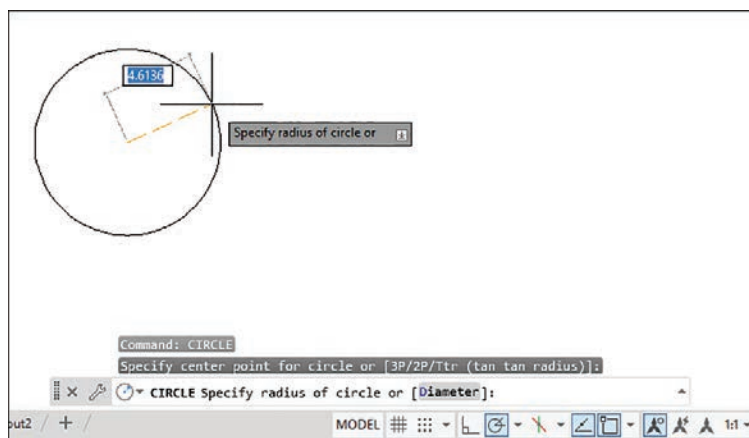 4.6136
Specify radius of circle or
Command: CIRCLE
Specify center point for circle or [3P/2P/Ttr (tan tan radius)]:
CIRCLE Specify radius of circle or [Diameter]:
out2 / + /
MODEL
1:1